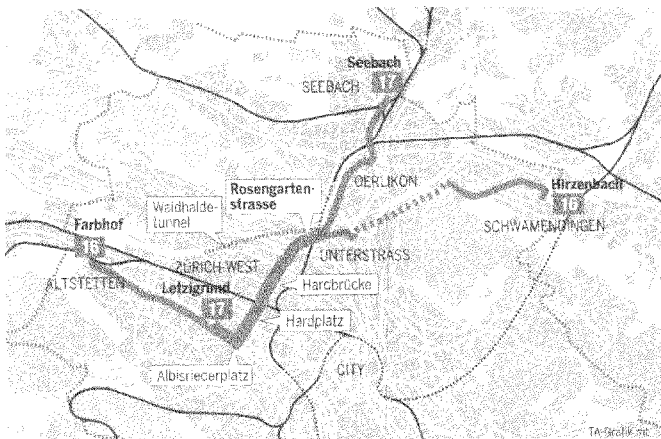 Seebach
17
SEEBACH
Rosengarten-
strasse
OERLIKON
Hirzenbach
16
SCHWAMENDINGEN
Waidhalde-
tunnel
Farbhof
16
ALTSTETTEN
ZÜRICH-WEST
UNTERSTRASS
Letzigrund
17
Hardbrücke
Hardplatz
Albisriederplatz
CITY
TA-Grafik